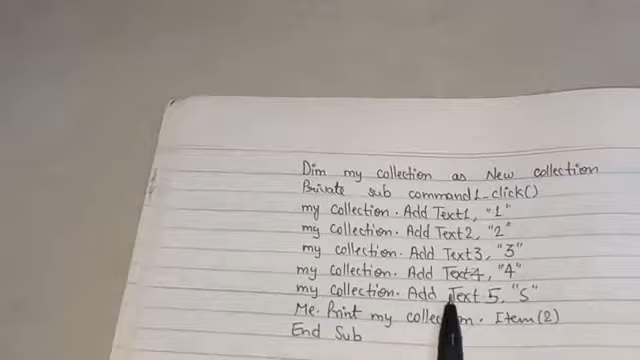 Dim my collection as New collection
Private sub command1_click()
my collection. Add Text1, "1"
my collection. Add Text2, "2"
my collection. Add Text3, "3"
my collection. Add Text4, "4"
my collection. Add Text 5, "5"
Me. Print my collection. Item(2)
End Sub